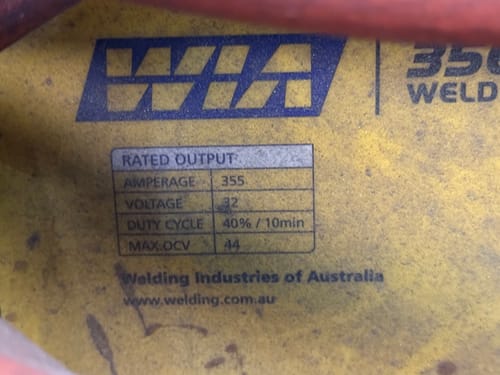 WIA
WELD
RATED OUTPUT
AMPERAGE 355
VOLTAGE 32
DUTY CYCLE 40% / 10min
MAX.OCV 44
Welding Industries of Australia
www.welding.com.au